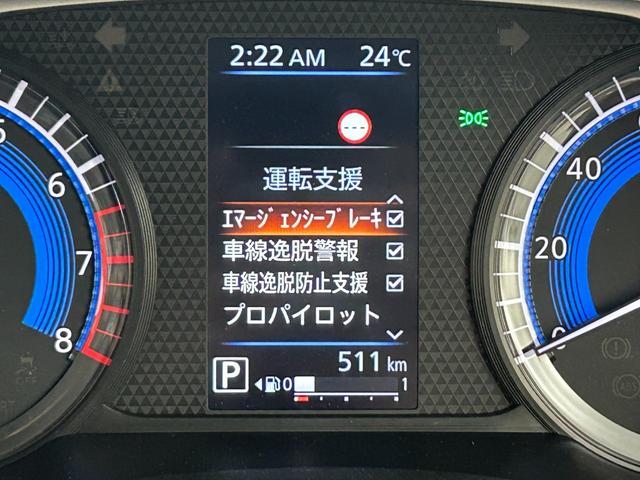 2:22 AM 24℃
運転支援
ｴﾏｰｼﾞｪﾝｼｰﾌﾞﾚｰｷ
車線逸脱警報
車線逸脱防止支援
プロパイロット
P 511 km
0 1
5
6
7
8
40
20
0